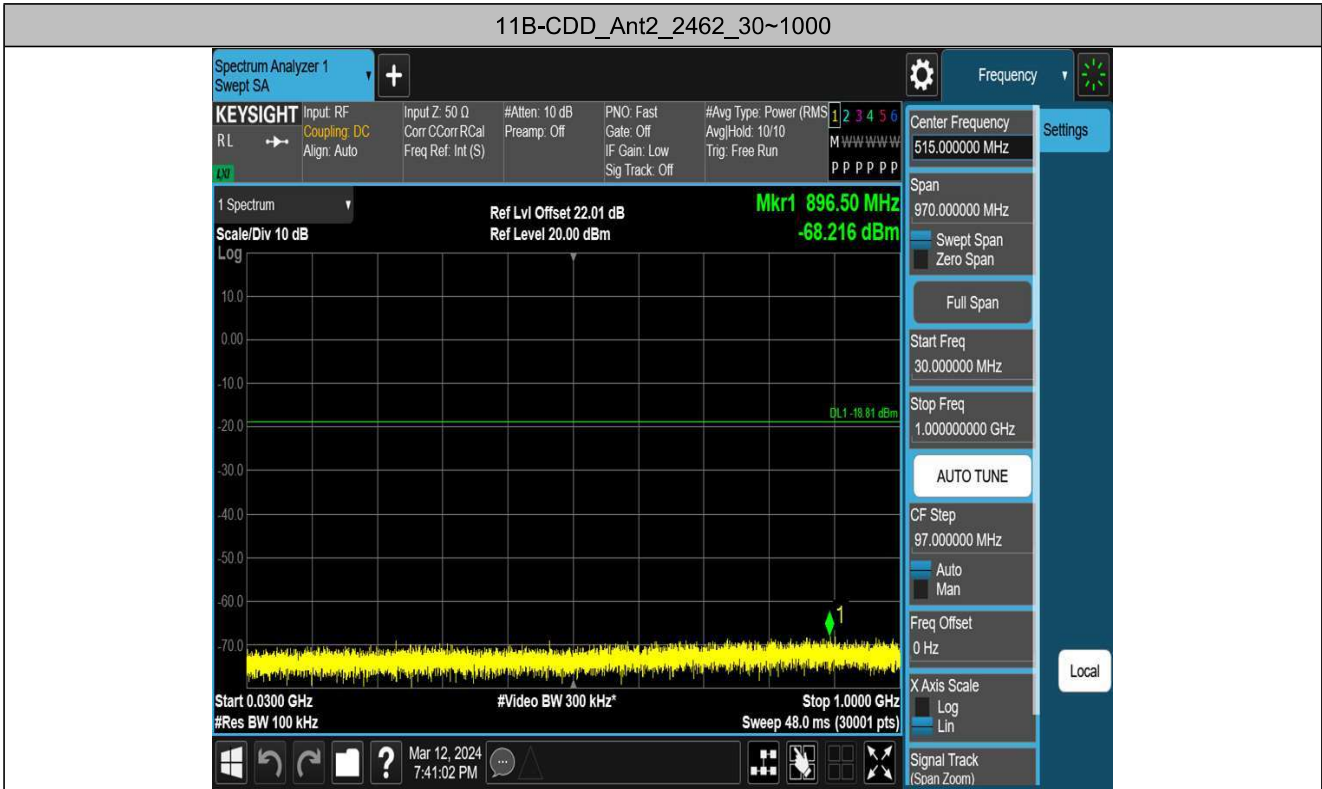 11B-CDD_Ant2_2462_30~1000
Spectrum Analyzer 1
Swept SA
+
Frequency
KEYSIGHT
RL
LXI
Input: RF
Coupling: DC
Align: Auto
Input Z: 50 Ω
Corr CCorr RCal
Freq Ref: Int (S)
#Atten: 10 dB
Preamp: Off
PNO: Fast
Gate: Off
IF Gain: Low
Sig Track: Off
#Avg Type: Power (RMS
Avg|Hold: 10/10
Trig: Free Run
1 2 3 4 5 6
M W W W W W
P P P P P P
Center Frequency
515.000000 MHz
Settings
1 Spectrum
Scale/Div 10 dB
Log
Ref Lvl Offset 22.01 dB
Ref Level 20.00 dBm
Mkr1 896.50 MHz
-68.216 dBm
Span
970.000000 MHz
Swept Span
Zero Span
Full Span
Start Freq
30.000000 MHz
Stop Freq
1.000000000 GHz
AUTO TUNE
CF Step
97.000000 MHz
Auto
Man
Freq Offset
0 Hz
X Axis Scale
Log
Lin
Signal Track
(Span Zoom)
Local
10.0
0.00
-10.0
DL1 -18.81 dBm
-20.0
-30.0
-40.0
-50.0
-60.0
1
-70.0
Start 0.0300 GHz
#Video BW 300 kHz*
Stop 1.0000 GHz
#Res BW 100 kHz
Sweep 48.0 ms (30001 pts)
?
Mar 12, 2024
7:41:02 PM